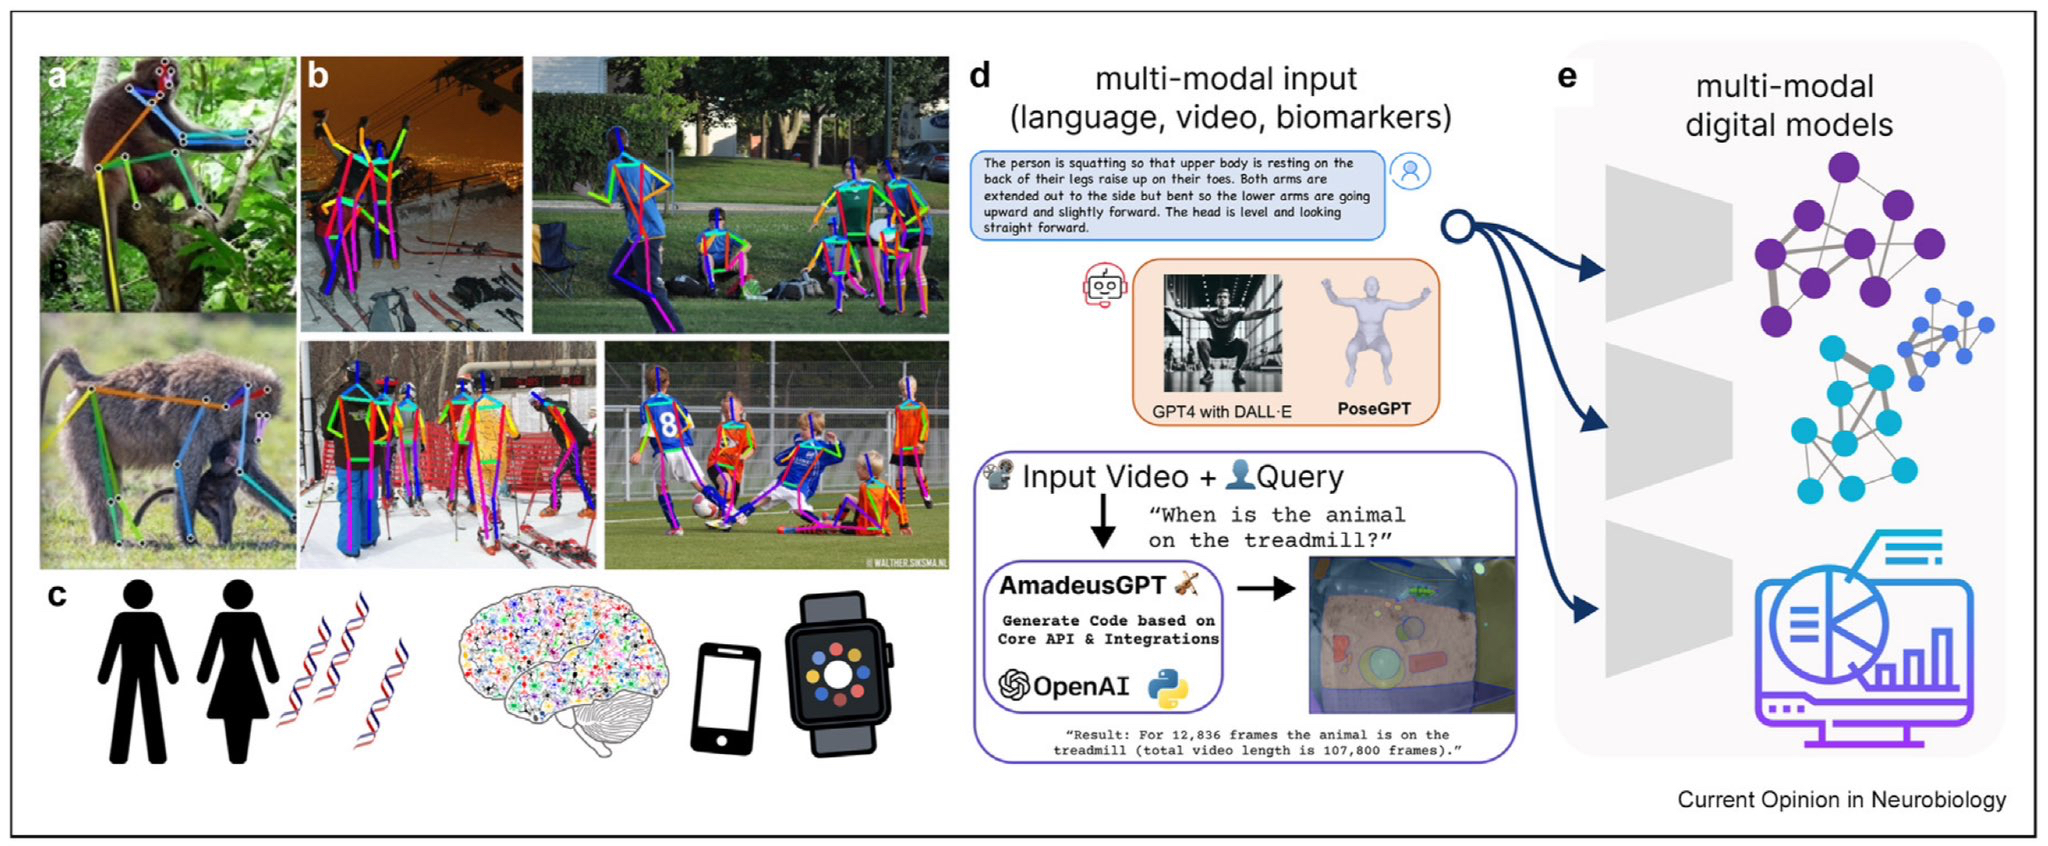 a
B
b
8
© WALTHER.SIKSMA.NL
c
d
multi-modal input
(language, video, biomarkers)
The person is squatting so that upper body is resting on the
back of their legs raise up on their toes. Both arms are
extended out to the side but bent so the lower arms are going
upward and slightly forward. The head is level and looking
straight forward.
GPT4 with DALL·E
PoseGPT
Input Video + Query
“When is the animal
on the treadmill?”
AmadeusGPT
Generate Code based on
Core API & Integrations
OpenAI
“Result: For 12,836 frames the animal is on the
treadmill (total video length is 107,800 frames).”
e
multi-modal
digital models
Current Opinion in Neurobiology